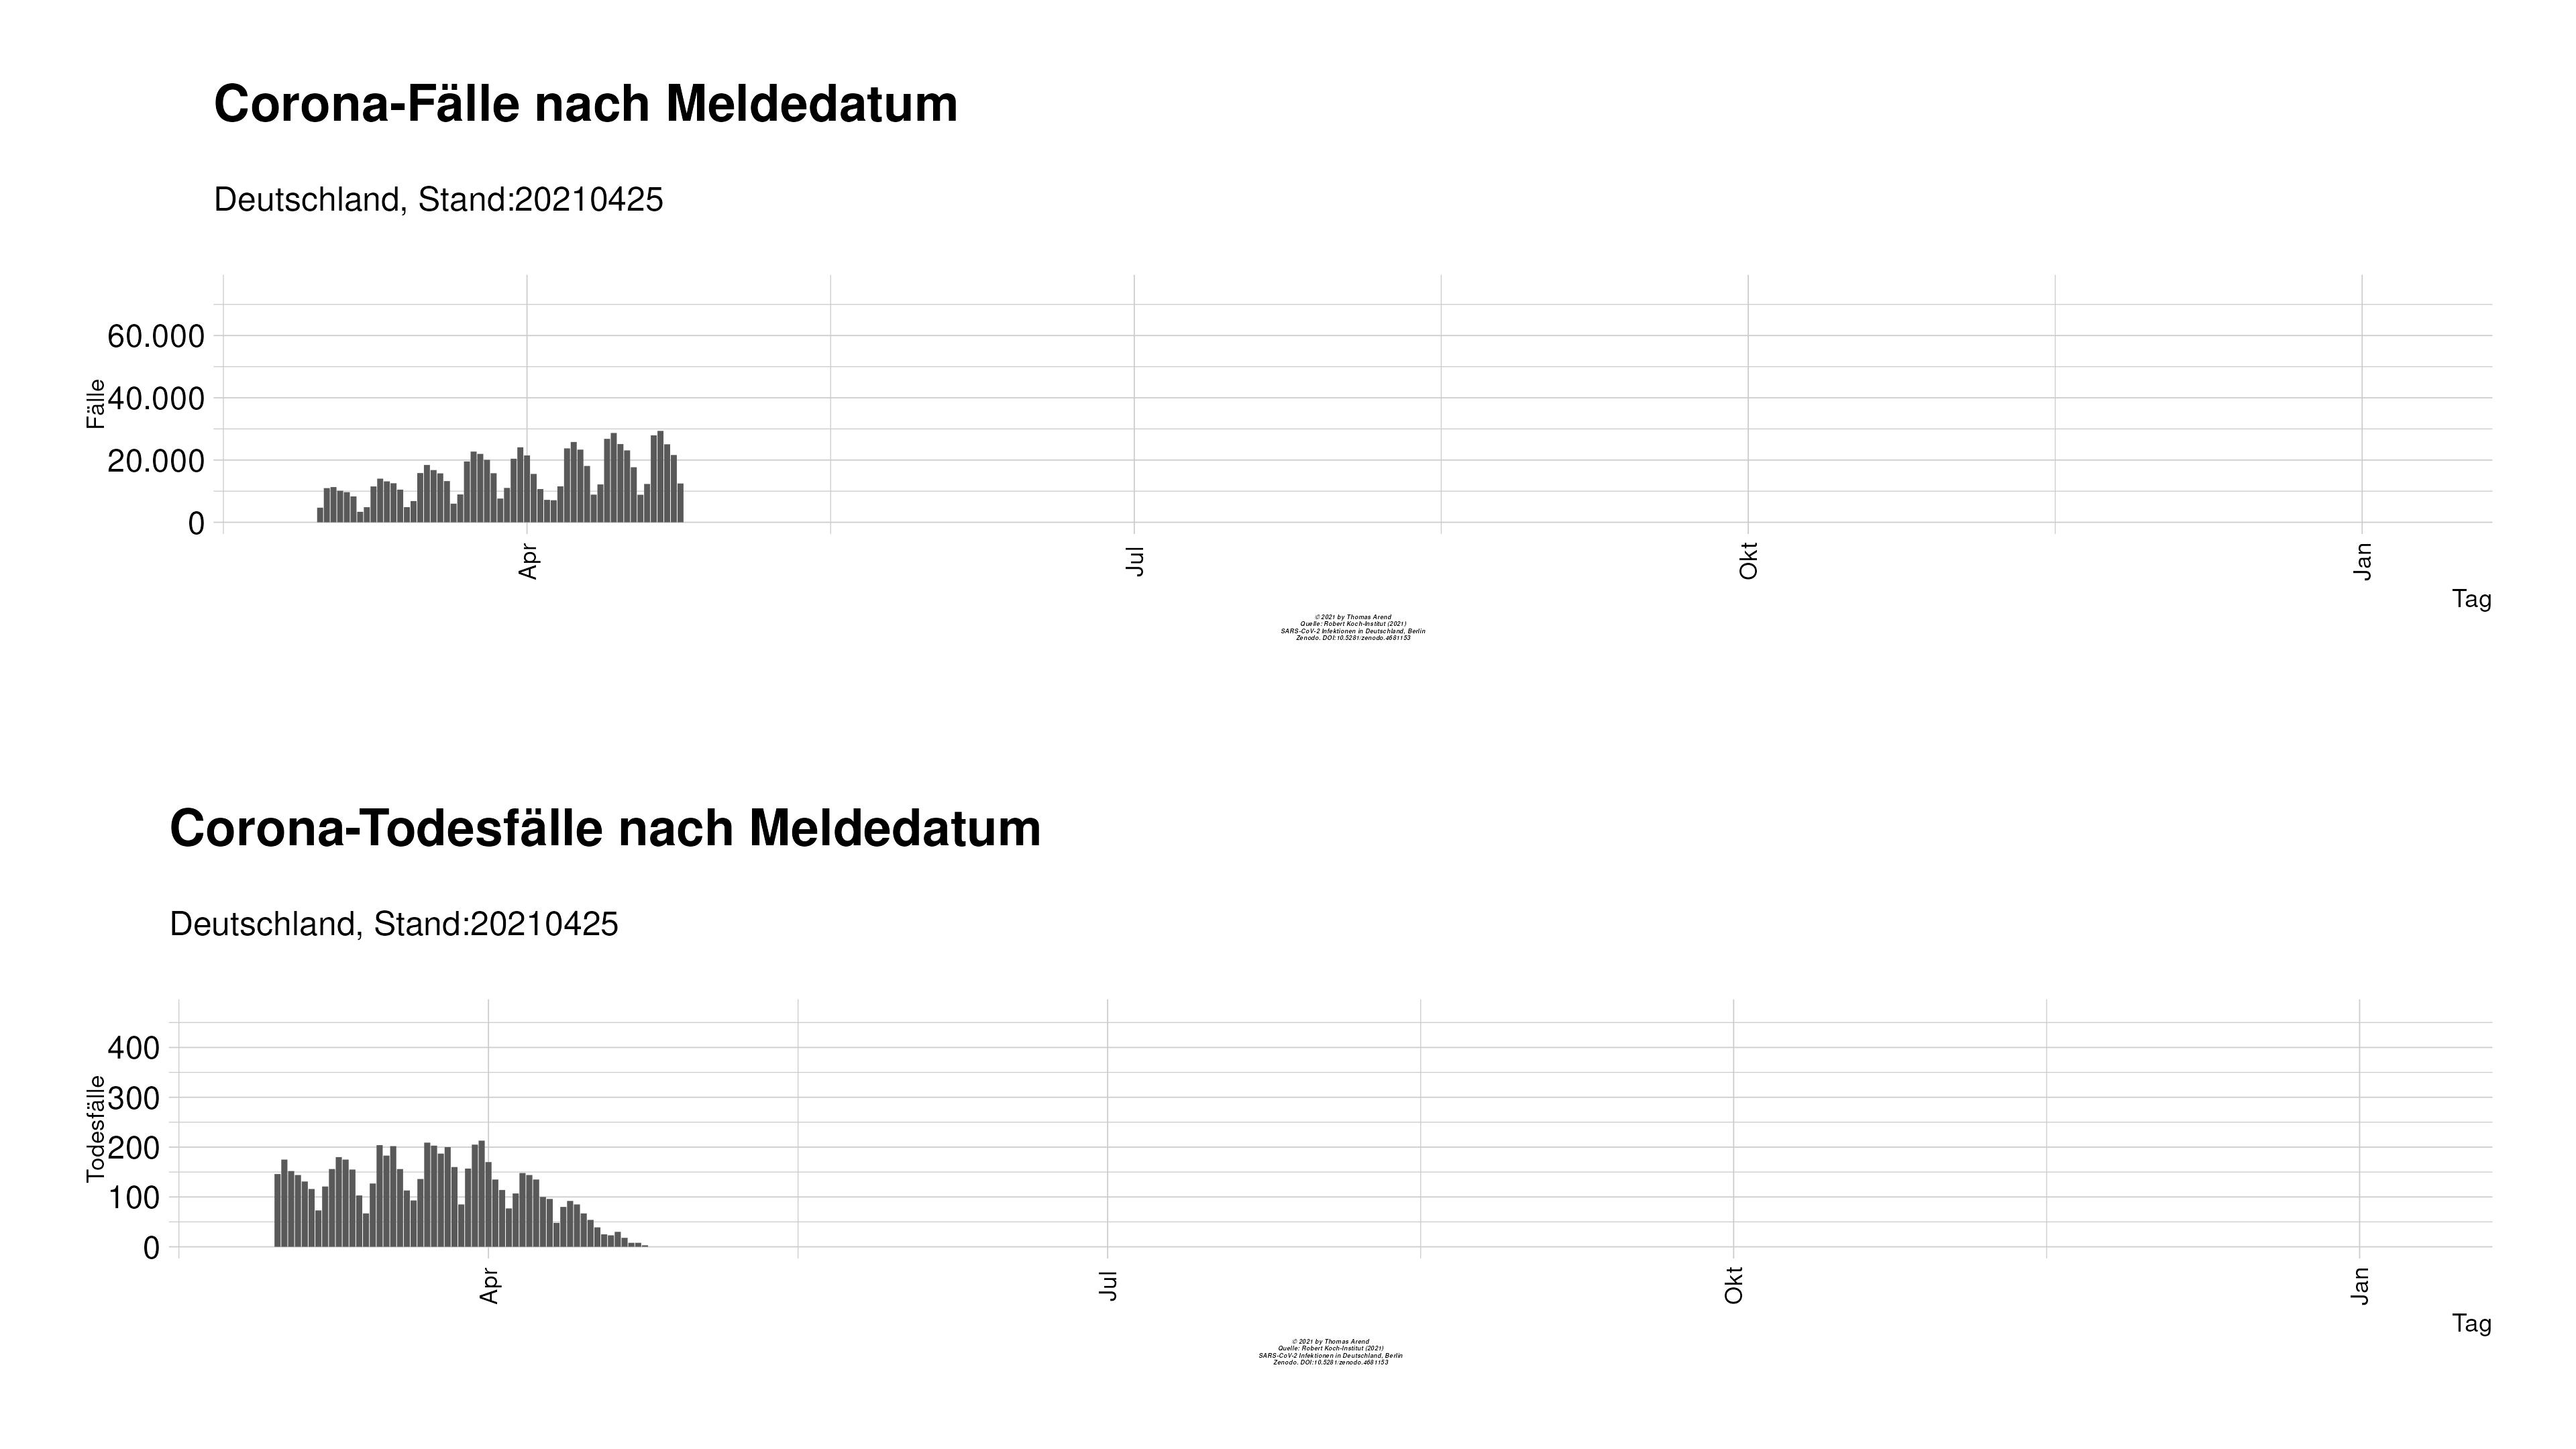 Corona-Fälle nach Meldedatum
Deutschland, Stand:20210425
Fälle
60.000
40.000
20.000
0
Apr
Jul
Okt
Jan
Tag
© 2021 by Thomas Arend
Quelle: Robert Koch-Institut (2021)
SARS-CoV-2 Infektionen in Deutschland, Berlin
Zenodo. DOI:10.5281/zenodo.4681153
Corona-Todesfälle nach Meldedatum
Deutschland, Stand:20210425
Todesfälle
400
300
200
100
0
Apr
Jul
Okt
Jan
Tag
© 2021 by Thomas Arend
Quelle: Robert Koch-Institut (2021)
SARS-CoV-2 Infektionen in Deutschland, Berlin
Zenodo. DOI:10.5281/zenodo.4681153